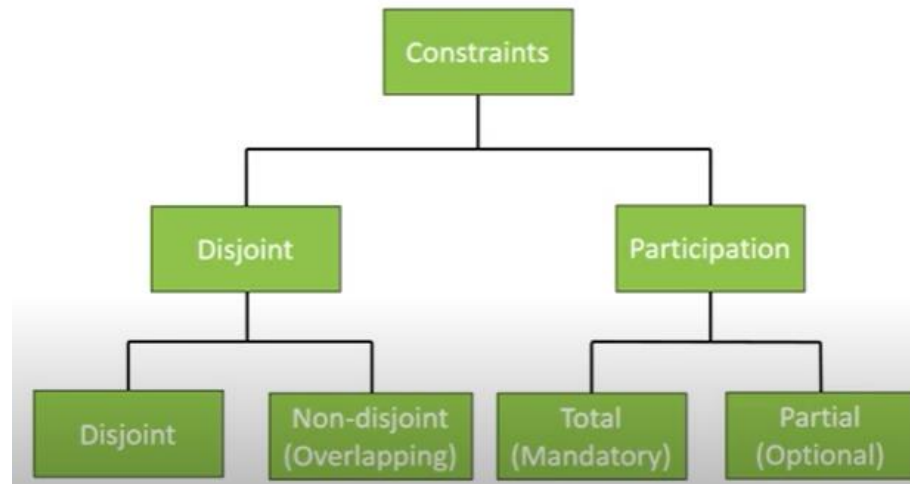 Constraints
Disjoint
Participation
Disjoint
Non-disjoint
(Overlapping)
Total
(Mandatory)
Partial
(Optional)